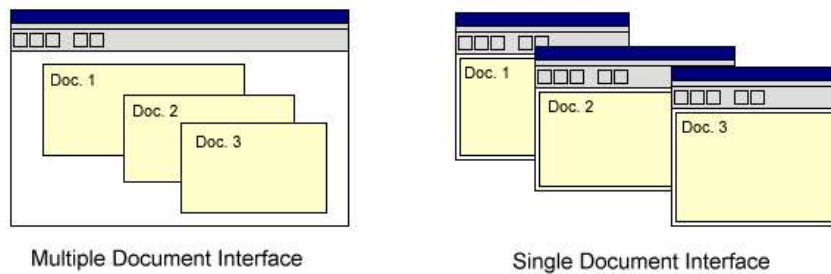 Doc. 1
Doc. 2
Doc. 3
Multiple Document Interface
Doc. 1
Doc. 2
Doc. 3
Single Document Interface